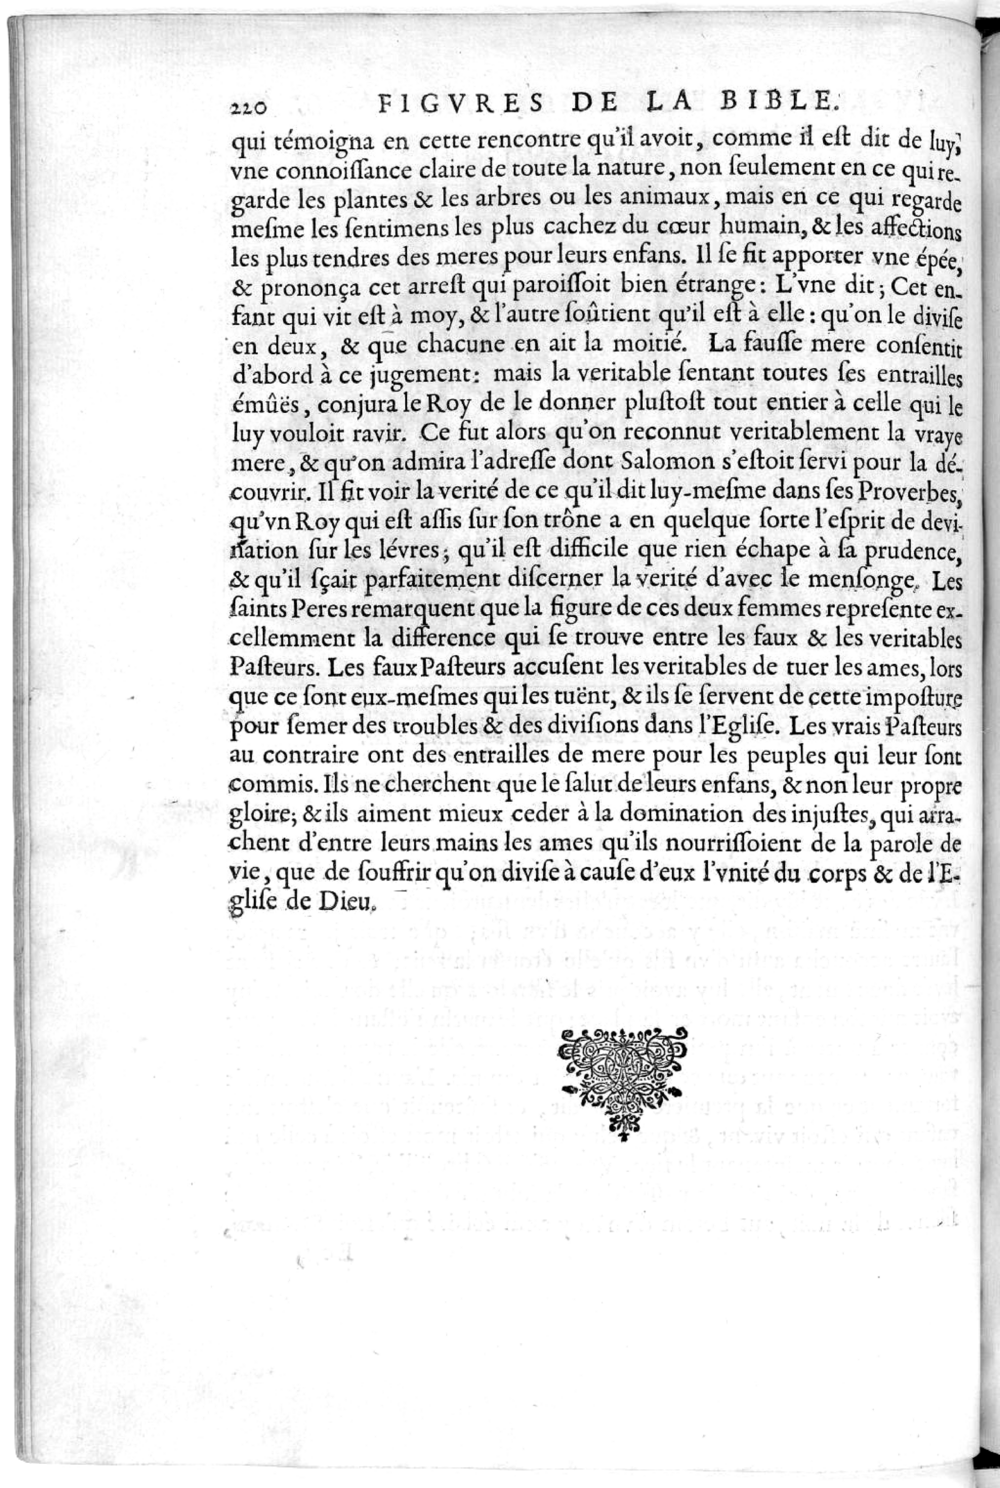 220 FIGVRES DE LA BIBLE.
qui témoigna en cette rencontre qu'il avoit, comme il eſt dit de luy,
vne connoiſſance claire de toute la nature, non ſeulement en ce qui re-
garde les plantes & les arbres ou les animaux, mais en ce qui regarde
meſme les ſentimens les plus cachez du cœur humain, & les affections
les plus tendres des meres pour leurs enfans. Il ſe fit apporter vne épée,
& prononça cet arreſt qui paroiſſoit bien étrange: L'vne dit; Cet en-
fant qui vit eſt à moy, & l'autre ſoûtient qu'il eſt à elle: qu'on le diviſe
en deux, & que chacune en ait la moitié. La fauſſe mere conſentit
d'abord à ce jugement: mais la veritable ſentant toutes ſes entrailles
émûës, conjura le Roy de le donner pluſtoſt tout entier à celle qui le
luy vouloit ravir. Ce fut alors qu'on reconnut veritablement la vraye
mere, & qu'on admira l'adreſſe dont Salomon s'eſtoit ſervi pour la dé-
couvrir. Il fit voir la verité de ce qu'il dit luy-meſme dans ſes Proverbes,
qu'vn Roy qui eſt aſſis ſur ſon trône a en quelque ſorte l'eſprit de devi-
nation ſur les lévres; qu'il eſt difficile que rien échape à ſa prudence,
& qu'il ſçait parfaitement diſcerner la verité d'avec le menſonge. Les
ſaints Peres remarquent que la figure de ces deux femmes repreſente ex-
cellemment la difference qui ſe trouve entre les faux & les veritables
Paſteurs. Les faux Paſteurs accuſent les veritables de tuer les ames, lors
que ce ſont eux-meſmes qui les tuënt, & ils ſe ſervent de cette impoſture
pour ſemer des troubles & des diviſions dans l'Egliſe. Les vrais Paſteurs
au contraire ont des entrailles de mere pour les peuples qui leur ſont
commis. Ils ne cherchent que le ſalut de leurs enfans, & non leur propre
gloire; & ils aiment mieux ceder à la domination des injuſtes, qui arra-
chent d'entre leurs mains les ames qu'ils nourriſſoient de la parole de
vie, que de ſouffrir qu'on diviſe à cauſe d'eux l'vnité du corps & de l'E-
gliſe de Dieu.